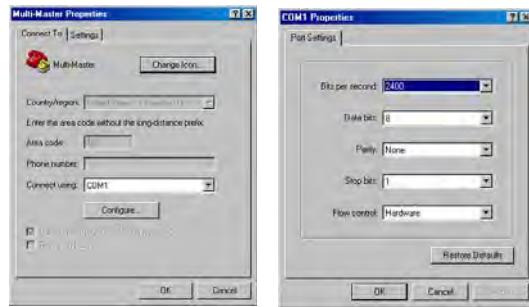 Multi-Master Properties
Connect To
Settings
Multi-Master
Change Icon...
Country/region:
Enter the area code without the long-distance prefix.
Area code:
Phone number:
Connect using: COM1
Configure...
OK
Cancel
COM1 Properties
Port Settings
Bits per second: 2400
Data bits: 8
Parity: None
Stop bits: 1
Flow control: Hardware
Restore Defaults
OK
Cancel